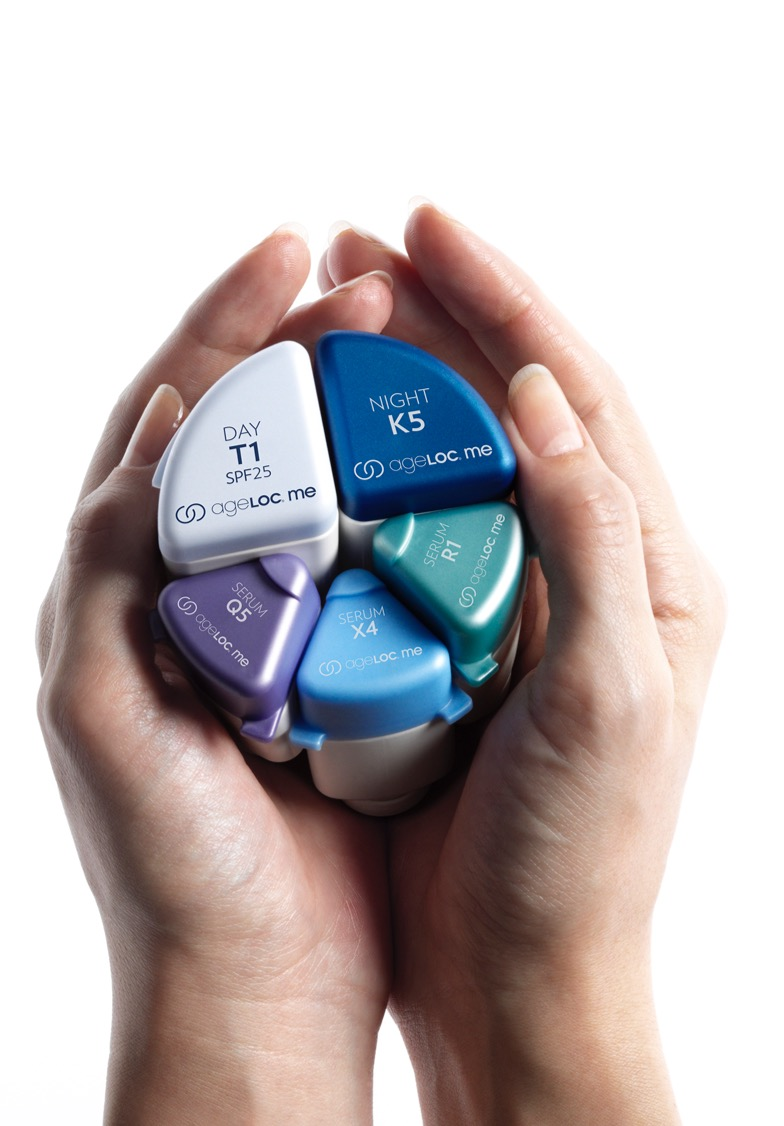 DAY
T1
SPF25
ageLOC. me
NIGHT
K5
ageLOC. me
SERUM
Q5
ageLOC. me
SERUM
X4
ageLOC. me
SERUM
R1
ageLOC. me